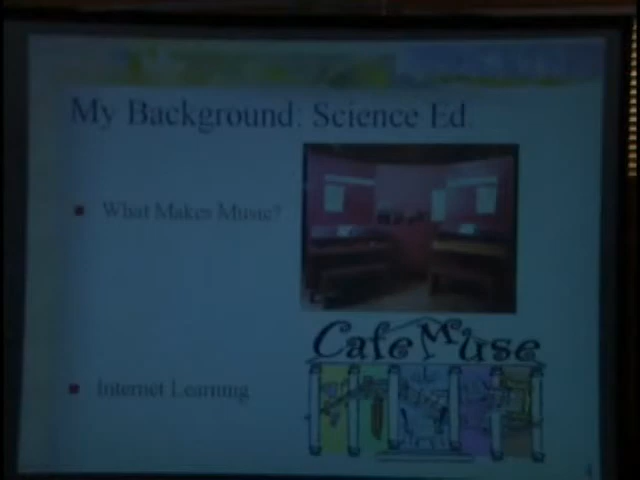 My Background: Science Ed.
What Makes Music?
Cafe Muse
Internet Learning